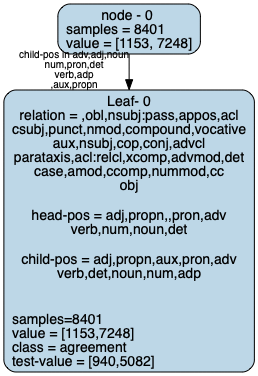 node - 0
samples = 8401
value = [1153, 7248]
child-pos in adv,adj,noun
num,pron,det
verb,adp
,aux,propn
Leaf- 0
relation = ,obl,nsubj:pass,appos,acl
csubj,punct,nmod,compound,vocative
aux,nsubj,cop,conj,advcl
parataxis,acl:relcl,xcomp,advmod,det
case,amod,ccomp,nummod,cc
obj
head-pos = adj,propn,,pron,adv
verb,num,noun,det
child-pos = adj,propn,aux,pron,adv
verb,det,noun,num,adp
samples=8401
value = [1153,7248]
class = agreement
test-value = [940,5082]